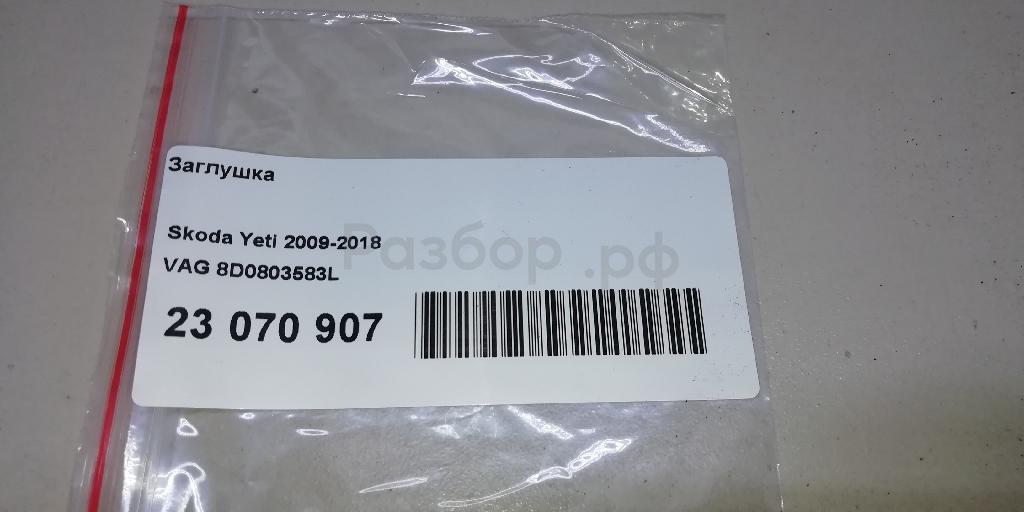 Заглушка
Skoda Yeti 2009-2018
Разбор.рф
VAG 8D0803583L
23 070 907